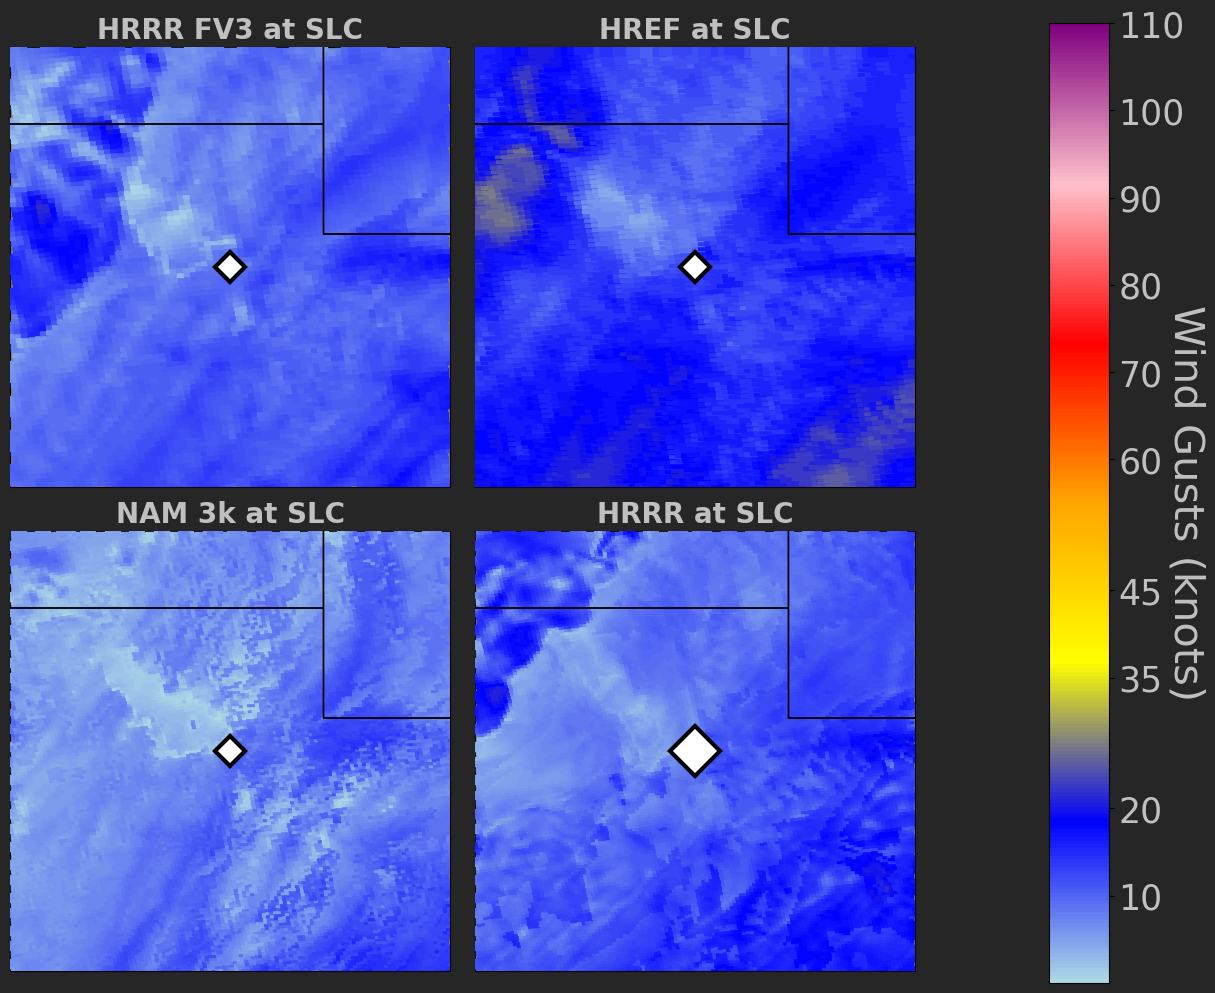 HRRR FV3 at SLC
HREF at SLC
NAM 3k at SLC
HRRR at SLC
110
100
90
80
70
60
45
35
20
10
Wind Gusts (knots)